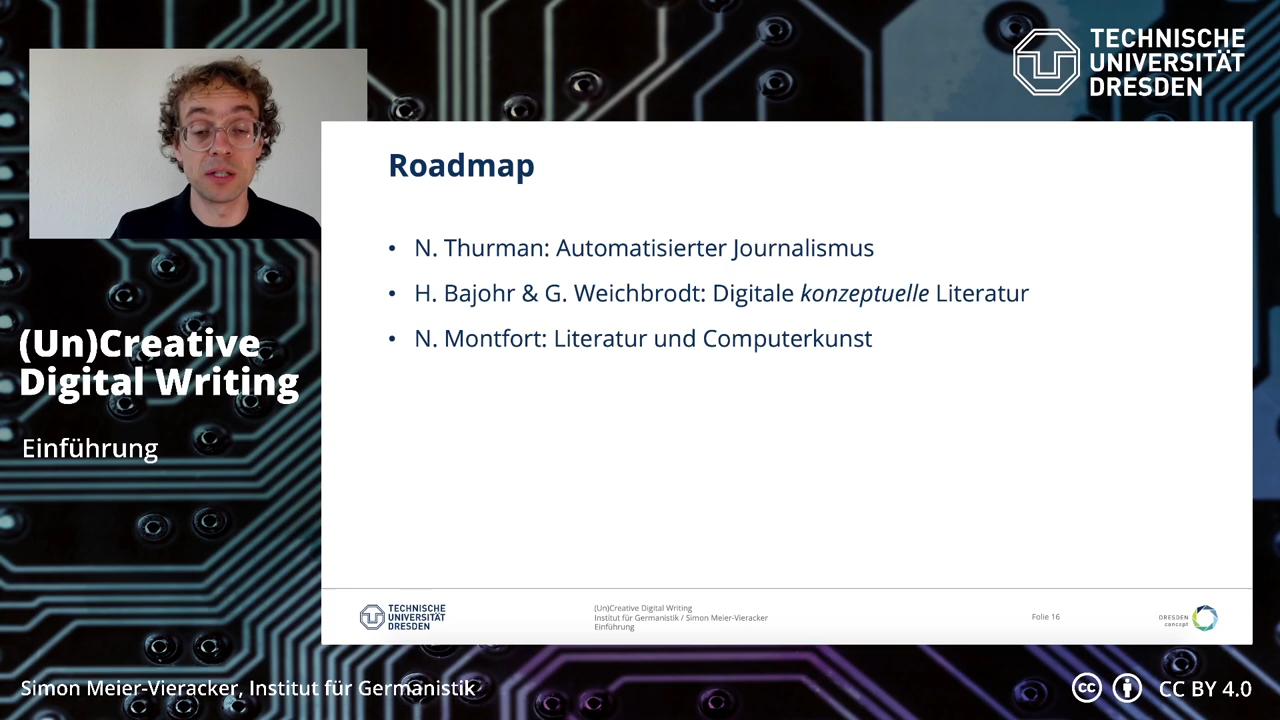 TECHNISCHE
UNIVERSITÄT
DRESDEN
Roadmap
• N. Thurman: Automatisierter Journalismus
• H. Bajohr & G. Weichbrodt: Digitale konzeptuelle Literatur
• N. Montfort: Literatur und Computerkunst
(Un)Creative
Digital Writing
Einführung
TECHNISCHE
UNIVERSITÄT
DRESDEN
(Un)Creative Digital Writing
Institut für Germanistik / Simon Meier-Vieracker
Einführung
Folie 16
DRESDEN
concept
Simon Meier-Vieracker, Institut für Germanistik
cc
CC BY 4.0